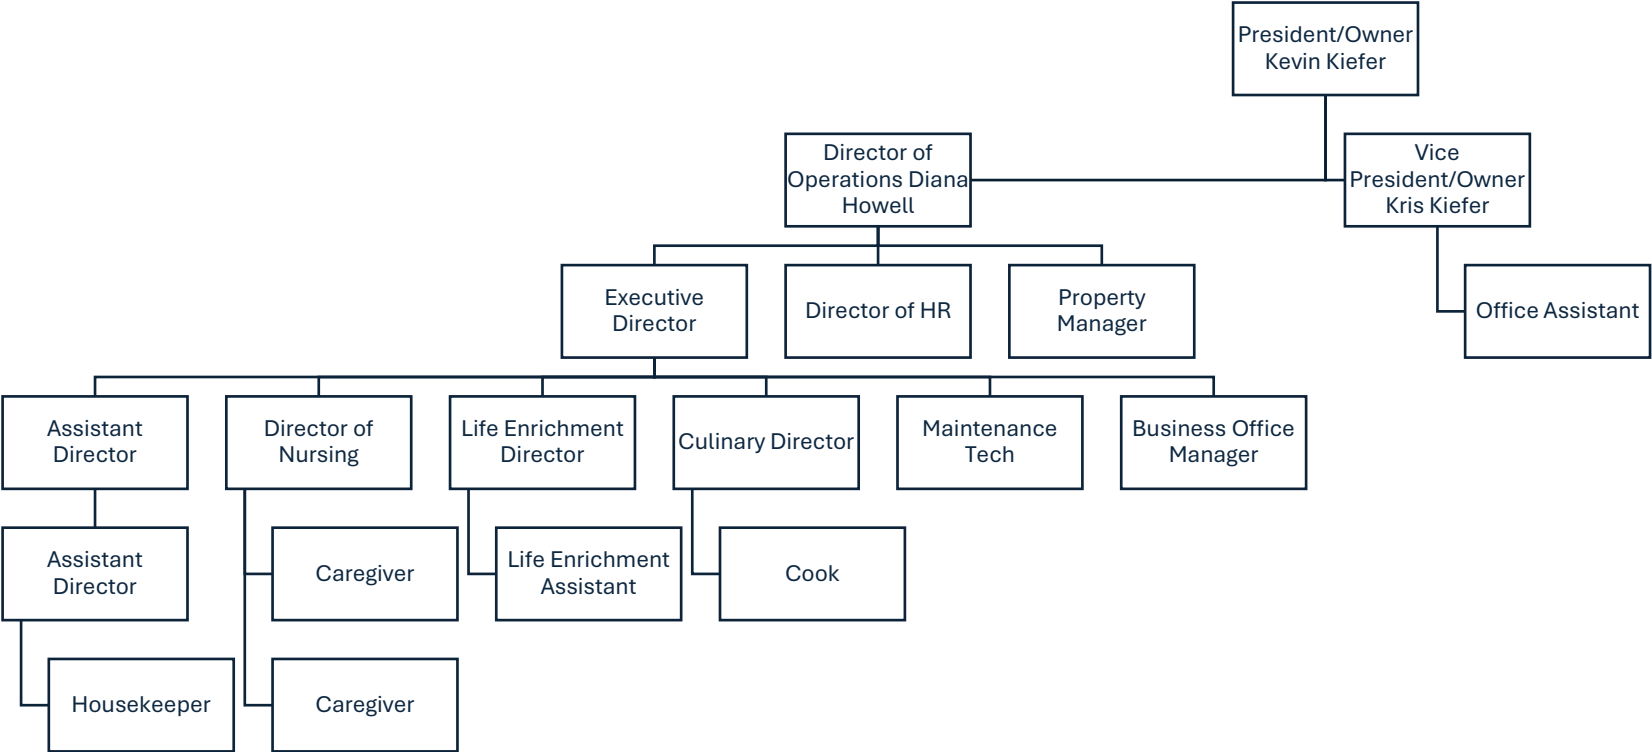 President/Owner
Kevin Kiefer
Director of
Operations Diana
Howell
Vice
President/Owner
Kris Kiefer
Executive
Director
Director of HR
Property
Manager
Office Assistant
Assistant
Director
Director of
Nursing
Life Enrichment
Director
Culinary Director
Maintenance
Tech
Business Office
Manager
Assistant
Director
Caregiver
Life Enrichment
Assistant
Cook
Housekeeper
Caregiver